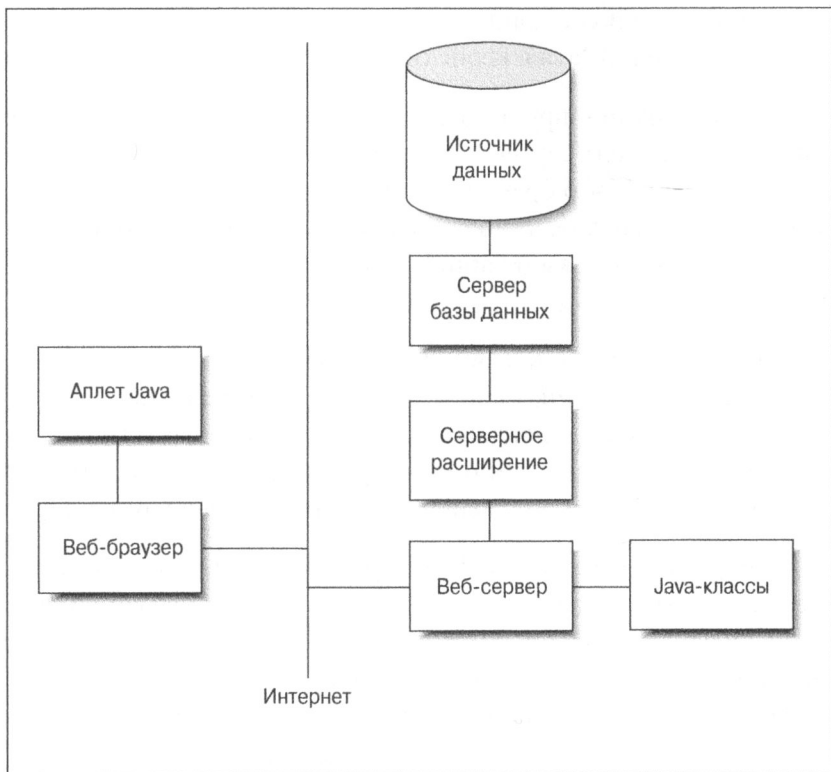 Источник
данных
Сервер
базы данных
Аплет Java
Серверное
расширение
Веб-браузер
Веб-сервер
Java-классы
Интернет